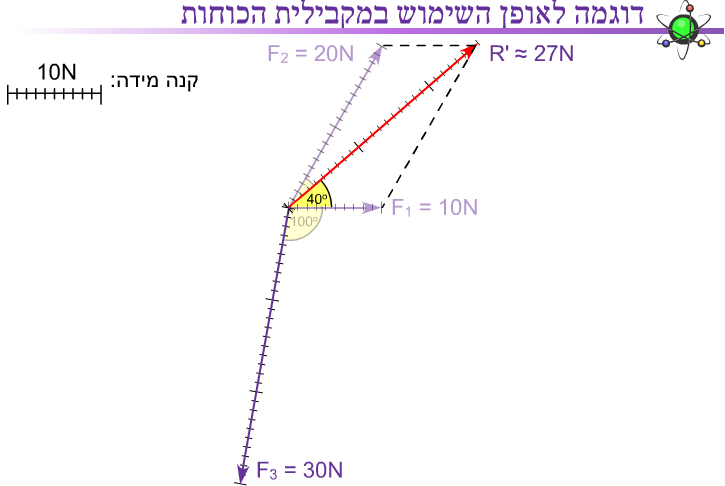 דוגמה לאופן השימוש במקבילית הכוחות
קנה מידה:
10N
F₂ = 20N
R' ≈ 27N
40°
100°
F₁ = 10N
F₃ = 30N